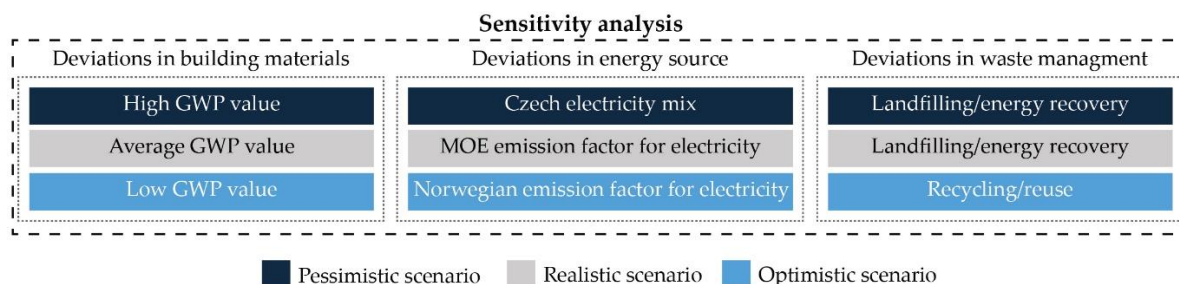 Sensitivity analysis
Deviations in building materials
High GWP value
Average GWP value
Low GWP value
Deviations in energy source
Czech electricity mix
MOE emission factor for electricity
Norwegian emission factor for electricity
Deviations in waste managment
Landfilling/energy recovery
Landfilling/energy recovery
Recycling/reuse
Pessimistic scenario
Realistic scenario
Optimistic scenario